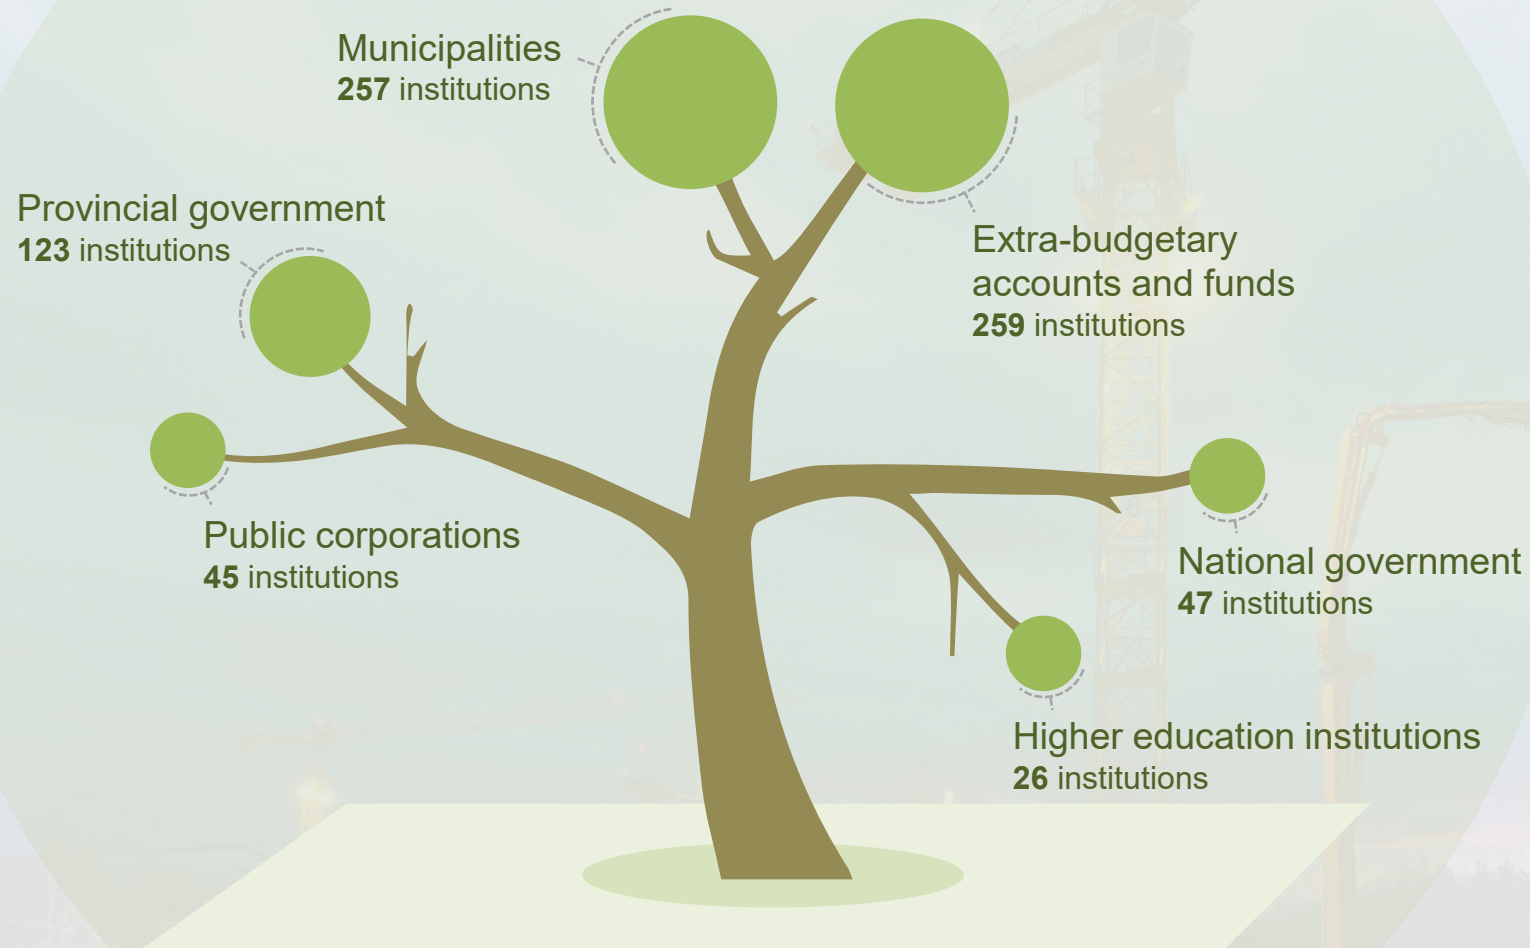 Municipalities
257 institutions
Provincial government
123 institutions
Extra-budgetary
accounts and funds
259 institutions
Public corporations
45 institutions
National government
47 institutions
Higher education institutions
26 institutions